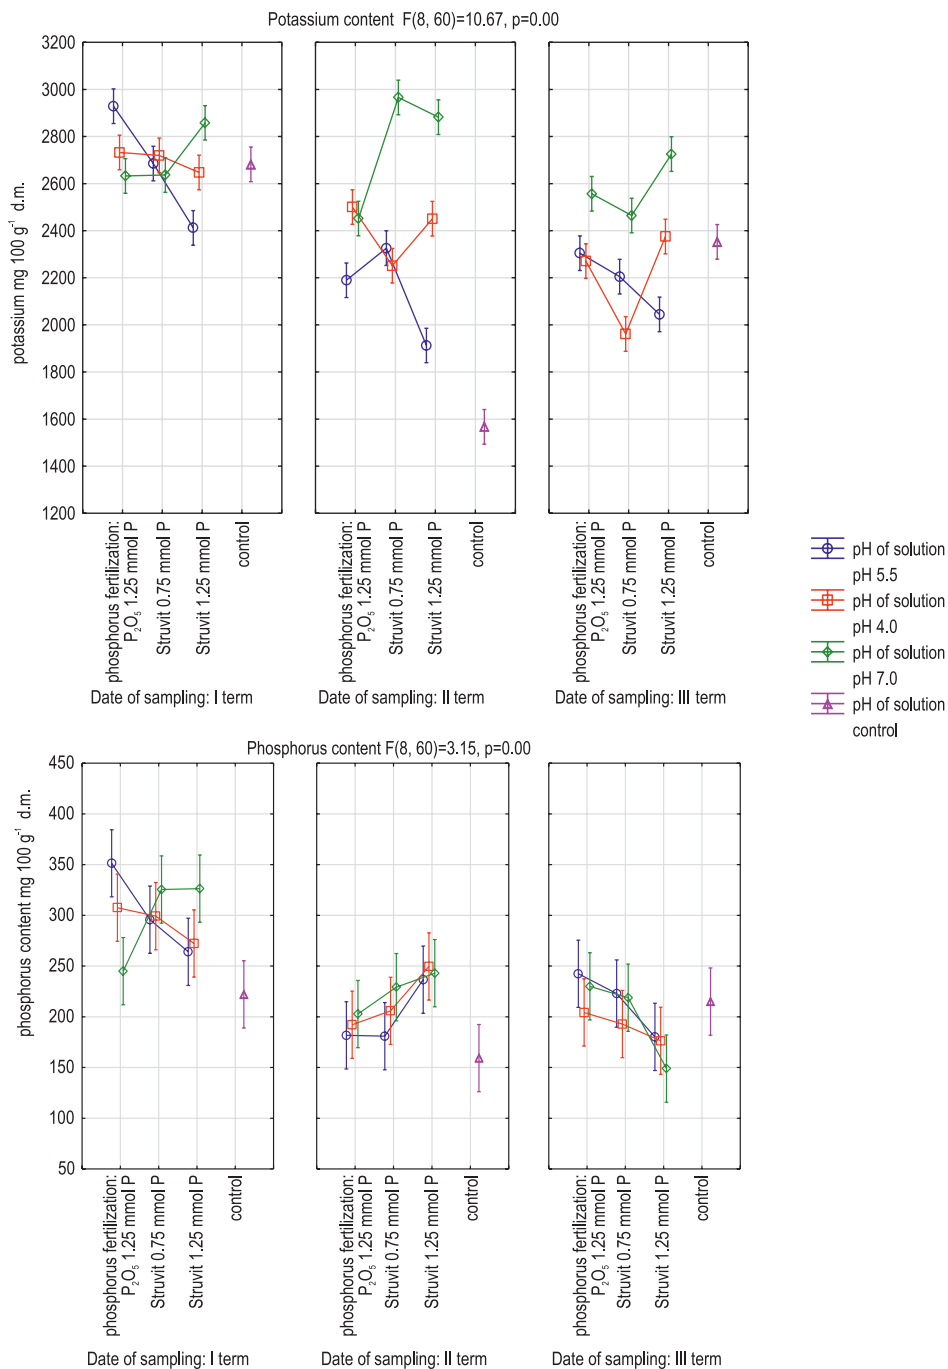 Potassium content F(8, 60)=10.67, p=0.00
potassium mg 100 g⁻¹ d.m.
3200
3000
2800
2600
2400
2200
2000
1800
1600
1400
1200
phosphorus fertilization:
P₂O₅ 1.25 mmol P
Struvit 0.75 mmol P
Struvit 1.25 mmol P
control
phosphorus fertilization:
P₂O₅ 1.25 mmol P
Struvit 0.75 mmol P
Struvit 1.25 mmol P
control
phosphorus fertilization:
P₂O₅ 1.25 mmol P
Struvit 0.75 mmol P
Struvit 1.25 mmol P
control
Date of sampling: I term
Date of sampling: II term
Date of sampling: III term
pH of solution
pH 5.5
pH of solution
pH 4.0
pH of solution
pH 7.0
pH of solution
control
Phosphorus content F(8, 60)=3.15, p=0.00
phosphorus content mg 100 g⁻¹ d.m.
450
400
350
300
250
200
150
100
50
phosphorus fertilization:
P₂O₅ 1.25 mmol P
Struvit 0.75 mmol P
Struvit 1.25 mmol P
control
phosphorus fertilization:
P₂O₅ 1.25 mmol P
Struvit 0.75 mmol P
Struvit 1.25 mmol P
control
phosphorus fertilization:
P₂O₅ 1.25 mmol P
Struvit 0.75 mmol P
Struvit 1.25 mmol P
control
Date of sampling: I term
Date of sampling: II term
Date of sampling: III term